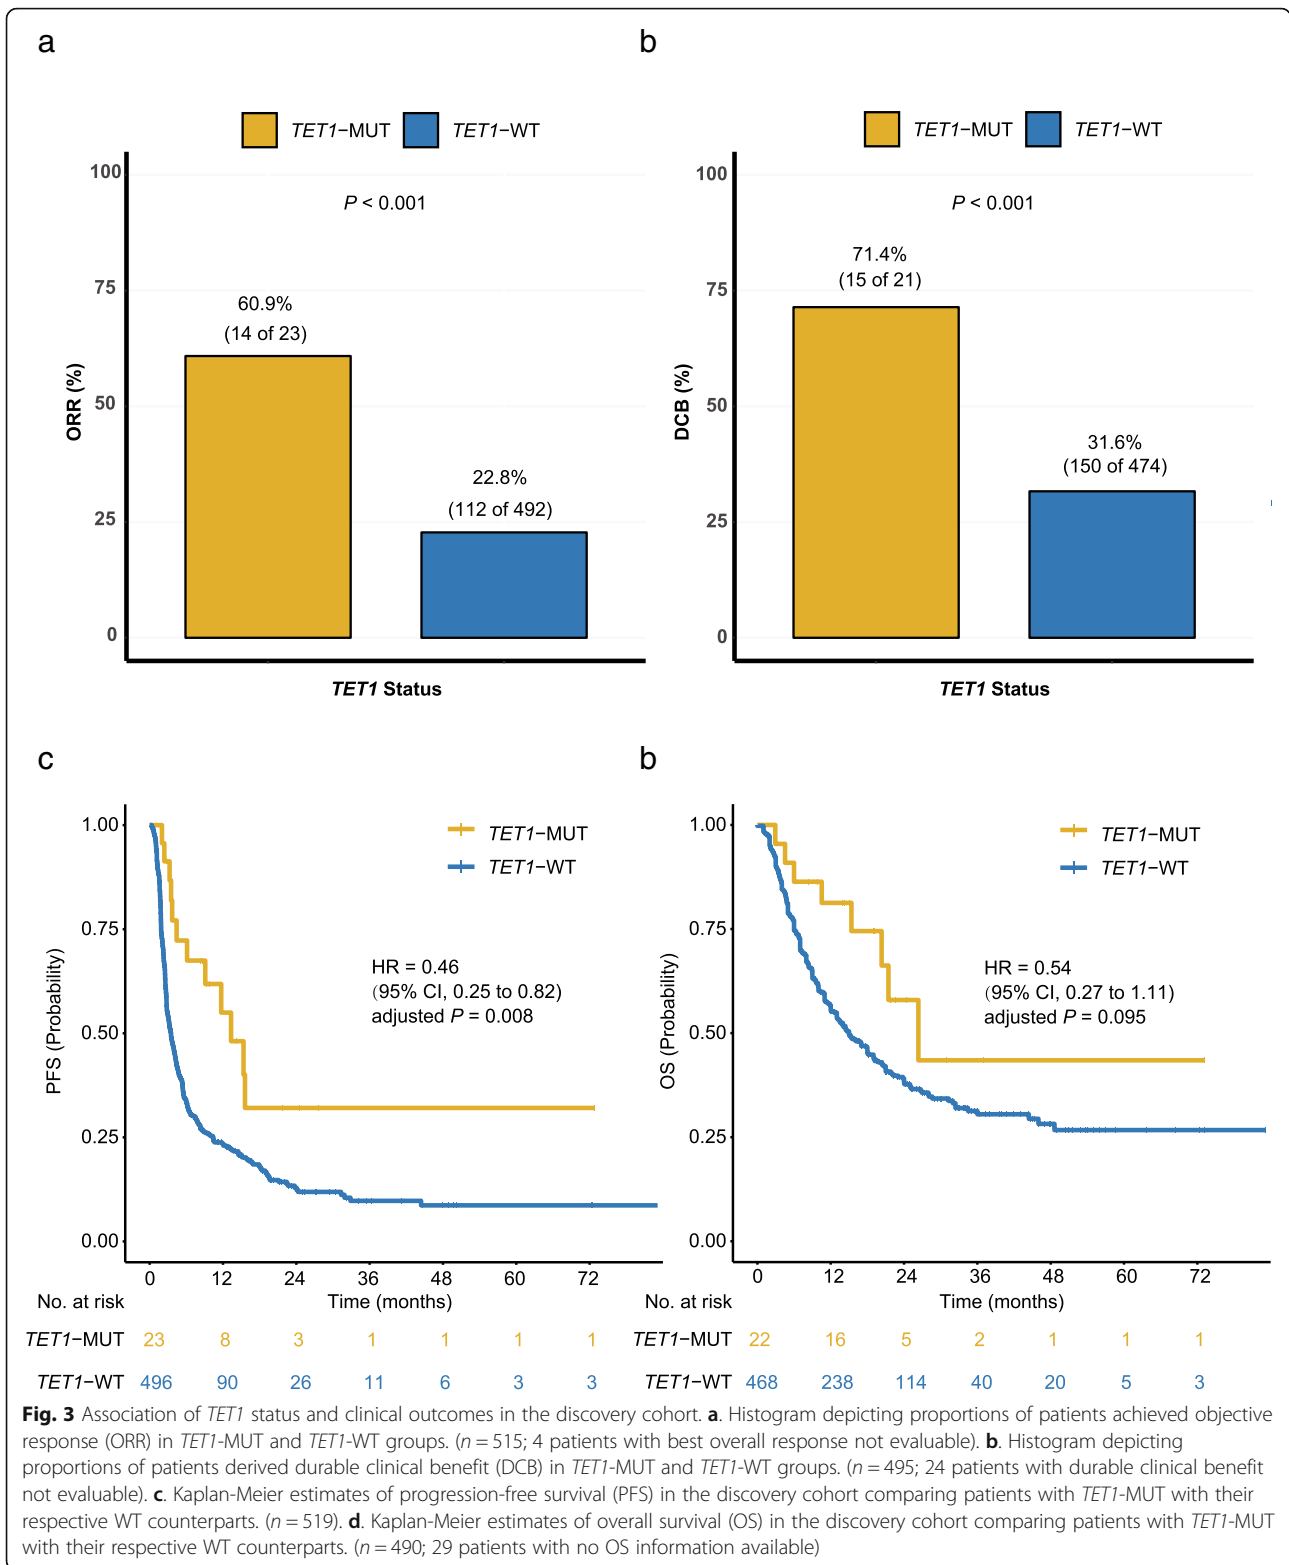 a
TET1−MUT TET1−WT
100
75
50
25
0
ORR (%)
P < 0.001
60.9%
(14 of 23)
22.8%
(112 of 492)
TET1 Status
b
TET1−MUT TET1−WT
100
75
50
25
0
DCB (%)
P < 0.001
71.4%
(15 of 21)
31.6%
(150 of 474)
TET1 Status
c
1.00
0.75
0.50
0.25
0.00
PFS (Probability)
TET1−MUT
TET1−WT
HR = 0.46
(95% CI, 0.25 to 0.82)
adjusted P = 0.008
0 12 24 36 48 60 72
No. at risk Time (months)
TET1−MUT 23 8 3 1 1 1 1
TET1−WT 496 90 26 11 6 3 3
b
1.00
0.75
0.50
0.25
0.00
OS (Probability)
TET1−MUT
TET1−WT
HR = 0.54
(95% CI, 0.27 to 1.11)
adjusted P = 0.095
0 12 24 36 48 60 72
No. at risk Time (months)
TET1−MUT 22 16 5 2 1 1 1
TET1−WT 468 238 114 40 20 5 3
Fig. 3 Association of TET1 status and clinical outcomes in the discovery cohort. a. Histogram depicting proportions of patients achieved objective
response (ORR) in TET1-MUT and TET1-WT groups. (n = 515; 4 patients with best overall response not evaluable). b. Histogram depicting
proportions of patients derived durable clinical benefit (DCB) in TET1-MUT and TET1-WT groups. (n = 495; 24 patients with durable clinical benefit
not evaluable). c. Kaplan-Meier estimates of progression-free survival (PFS) in the discovery cohort comparing patients with TET1-MUT with their
respective WT counterparts. (n = 519). d. Kaplan-Meier estimates of overall survival (OS) in the discovery cohort comparing patients with TET1-MUT
with their respective WT counterparts. (n = 490; 29 patients with no OS information available)